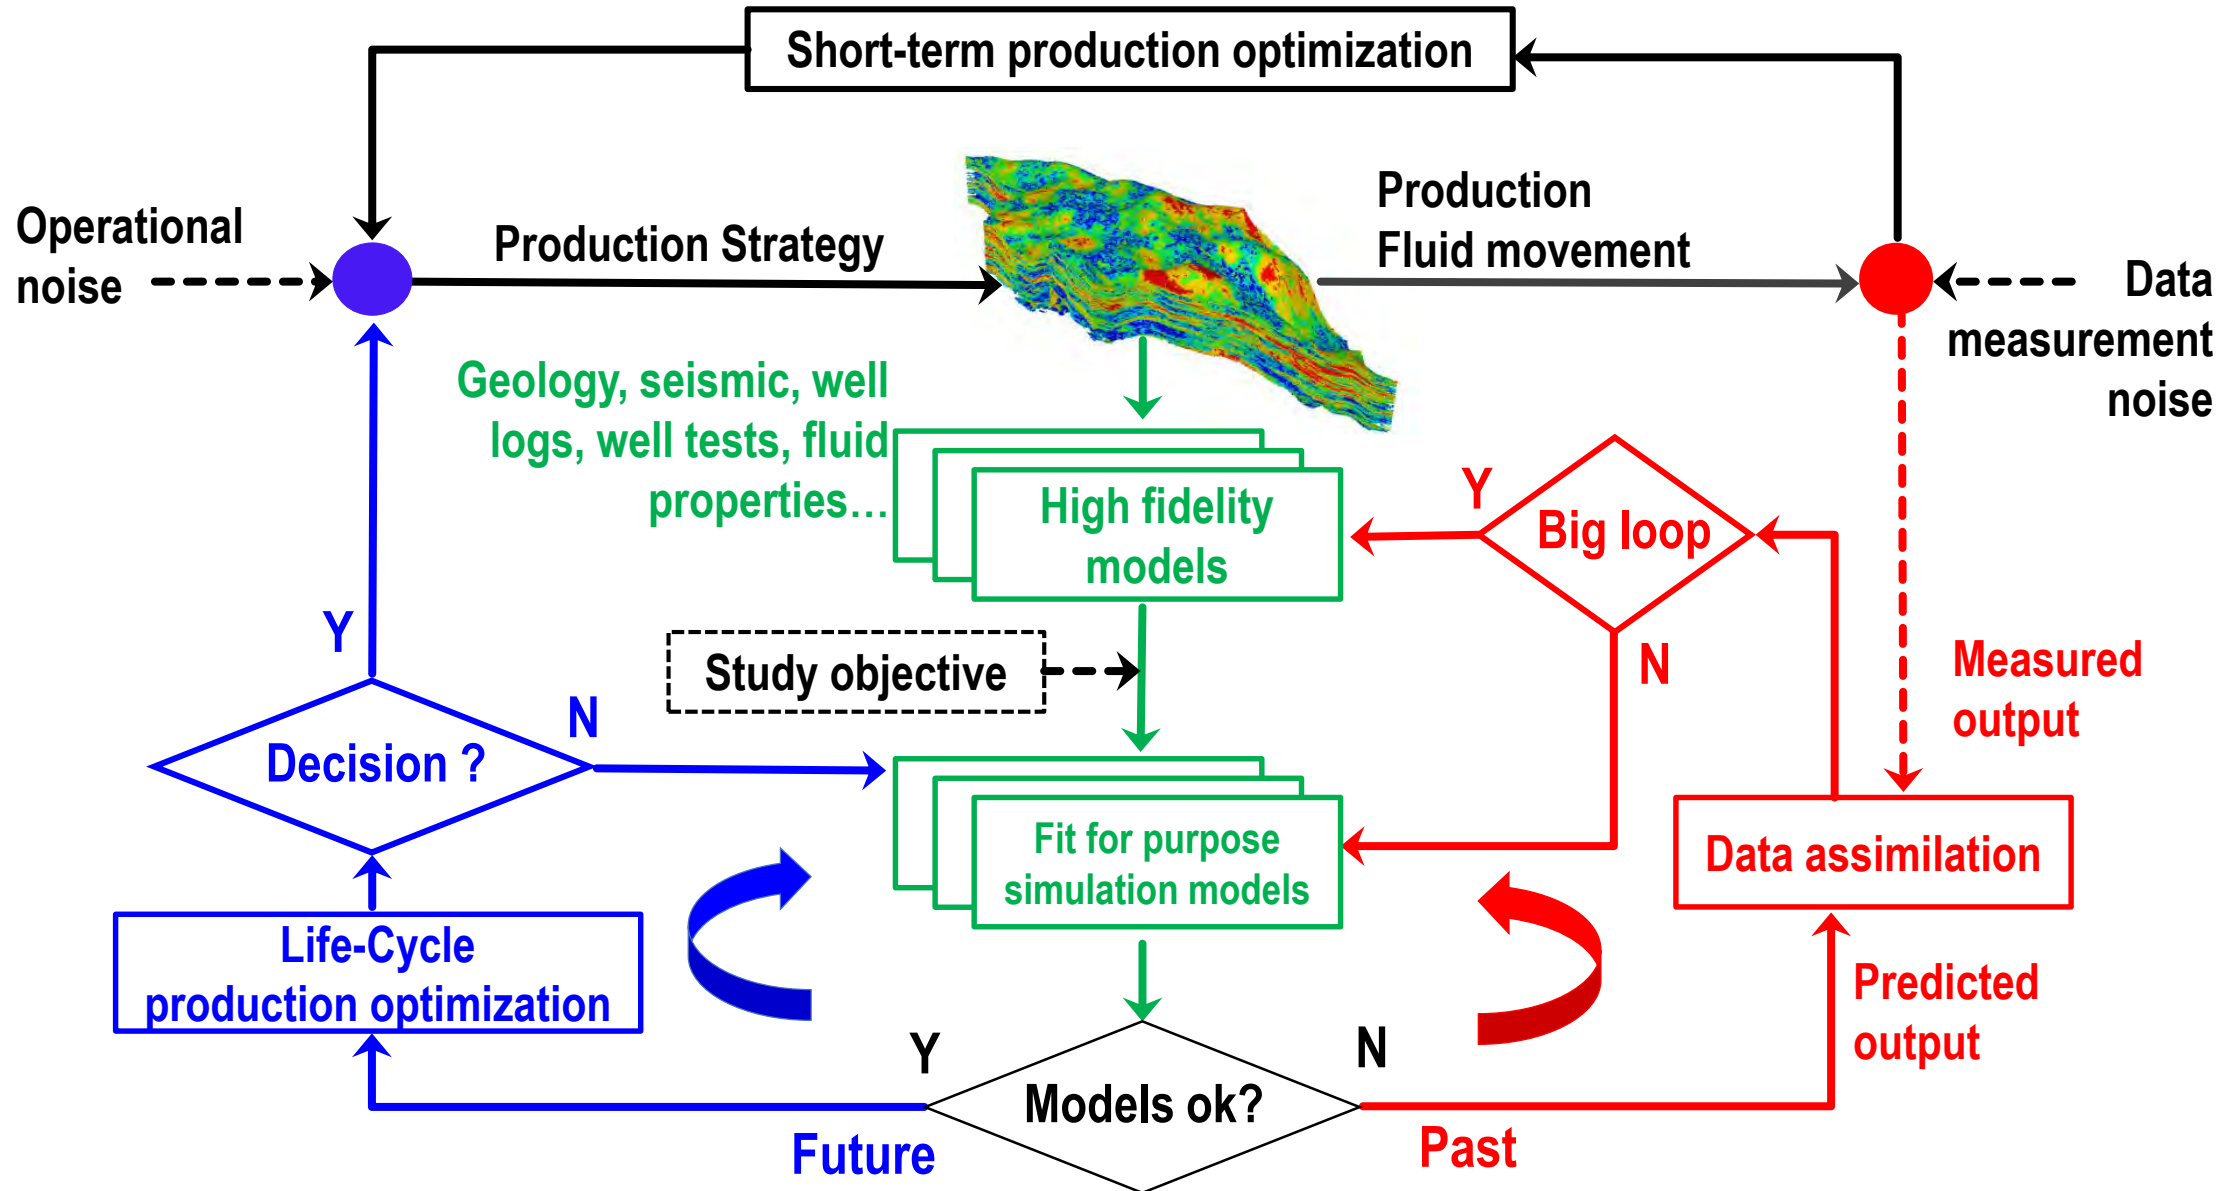 Short-term production optimization
Operational
noise
Production Strategy
Production
Fluid movement
Data
measurement
noise
Geology, seismic, well
logs, well tests, fluid
properties…
High fidelity
models
Y
Big loop
N
Study objective
Measured
output
Y
Decision ?
N
Fit for purpose
simulation models
Data assimilation
Life-Cycle
production optimization
Predicted
output
Y
Models ok?
N
Future
Past